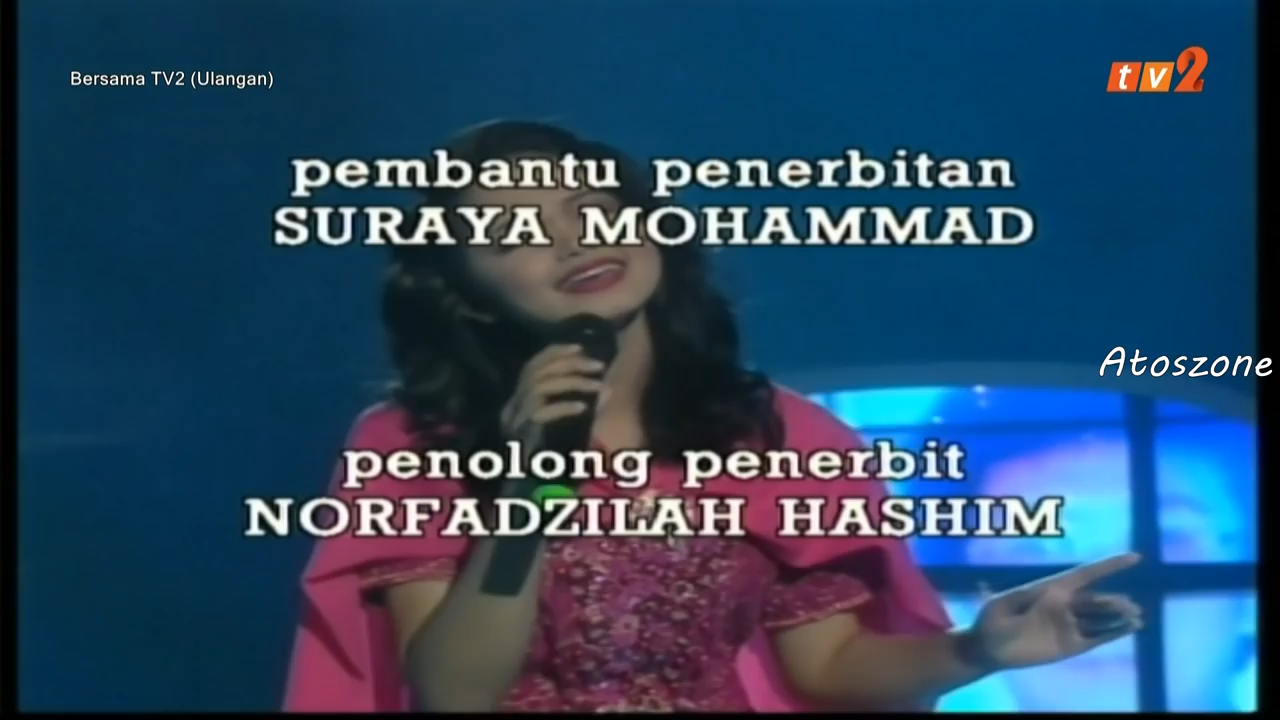 Bersama TV2 (Ulangan)
tv2
pembantu penerbitan
SURAYA MOHAMMAD
Atoszone
penolong penerbit
NORFADZILAH HASHIM